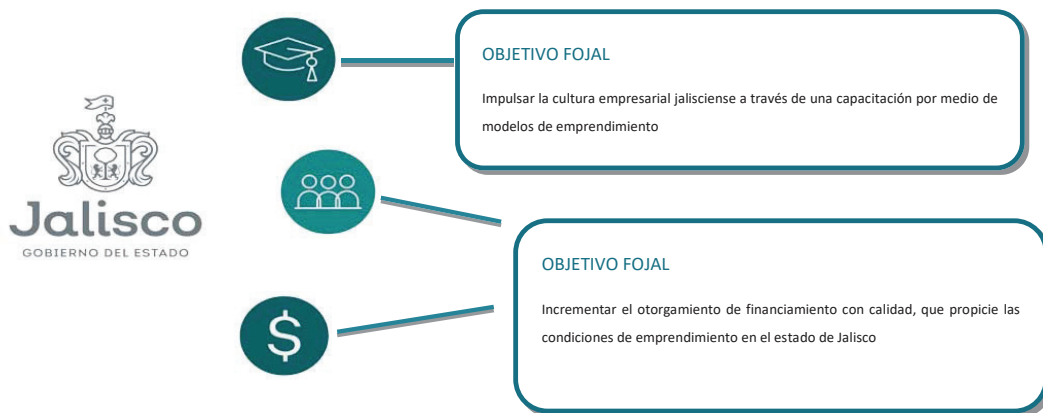 OBJETIVO FOJAL
Impulsar la cultura empresarial jalisciense a través de una capacitación por medio de
modelos de emprendimiento
Jalisco
GOBIERNO DEL ESTADO
OBJETIVO FOJAL
Incrementar el otorgamiento de financiamiento con calidad, que propicie las
condiciones de emprendimiento en el estado de Jalisco
$